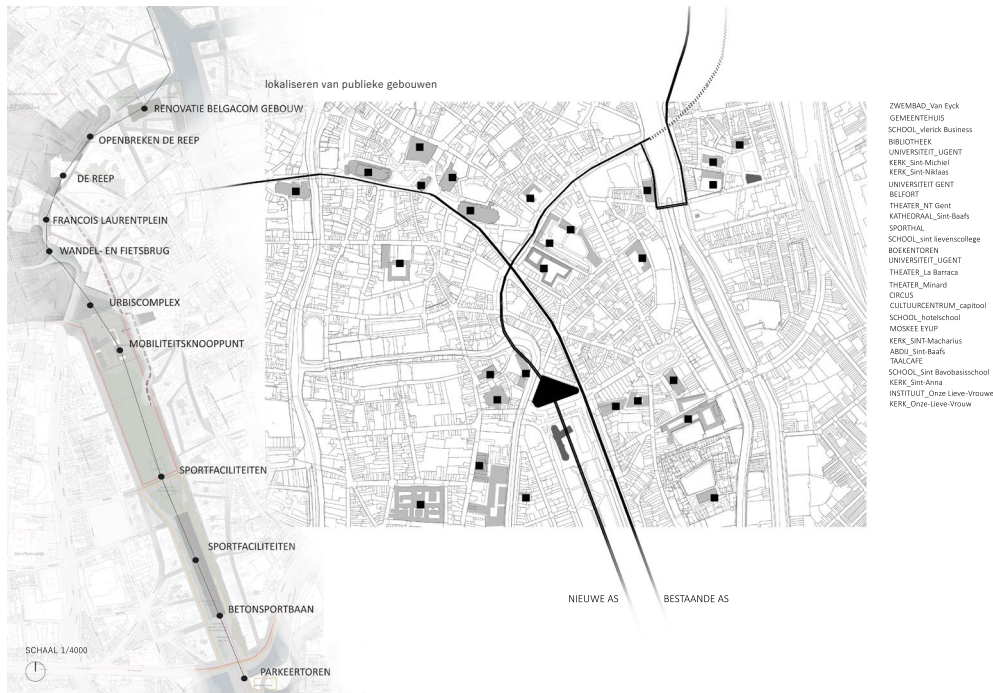 lokaliseren van publieke gebouwen
RENOVATIE BELGACOM GEBOUW
OPENBREKEN DE REEP
DE REEP
FRANCOIS LAURENTPLEIN
WANDEL- EN FIETSBRUG
URBISCOMPLEX
MOBILITEITSKNOOPPUNT
SPORTFACILITEITEN
SPORTFACILITEITEN
BETONSPORTBAAN
PARKEERTOREN
SCHAAL 1/4000
NIEUWE AS
BESTAANDE AS
ZWEMBAD_Van Eyck
GEMEENTEHUIS
SCHOOL_vlerick Business
BIBLIOTHEEK
UNIVERSITEIT_UGENT
KERK_Sint-Michiel
KERK_Sint-Niklaas
UNIVERSITEIT GENT
BELFORT
THEATER_NT Gent
KATHEDRAAL_Sint-Baafs
SPORTHAL
SCHOOL_sint lievenscollege
BOEKENTOREN
UNIVERSITEIT_UGENT
THEATER_La Barraca
THEATER_Minard
CIRCUS
CULTUURCENTRUM_capitool
SCHOOL_hotelschool
MOSKEE EYUP
KERK_SINT-Macharius
ABDIJ_Sint-Baafs
TAALCAFE
SCHOOL_Sint Bavobasisschool
KERK_Sint-Anna
INSTITUUT_Onze Lieve-Vrouwe
KERK_Onze-Lieve-Vrouw